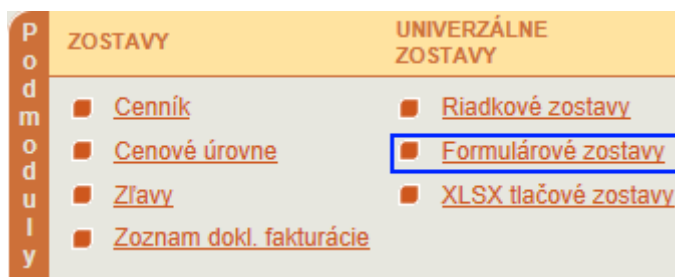 Podmoduly
ZOSTAVY
Cenník
Cenové úrovne
Zľavy
Zoznam dokl. fakturácie
UNIVERZÁLNE
ZOSTAVY
Riadkové zostavy
Formulárové zostavy
XLSX tlačové zostavy